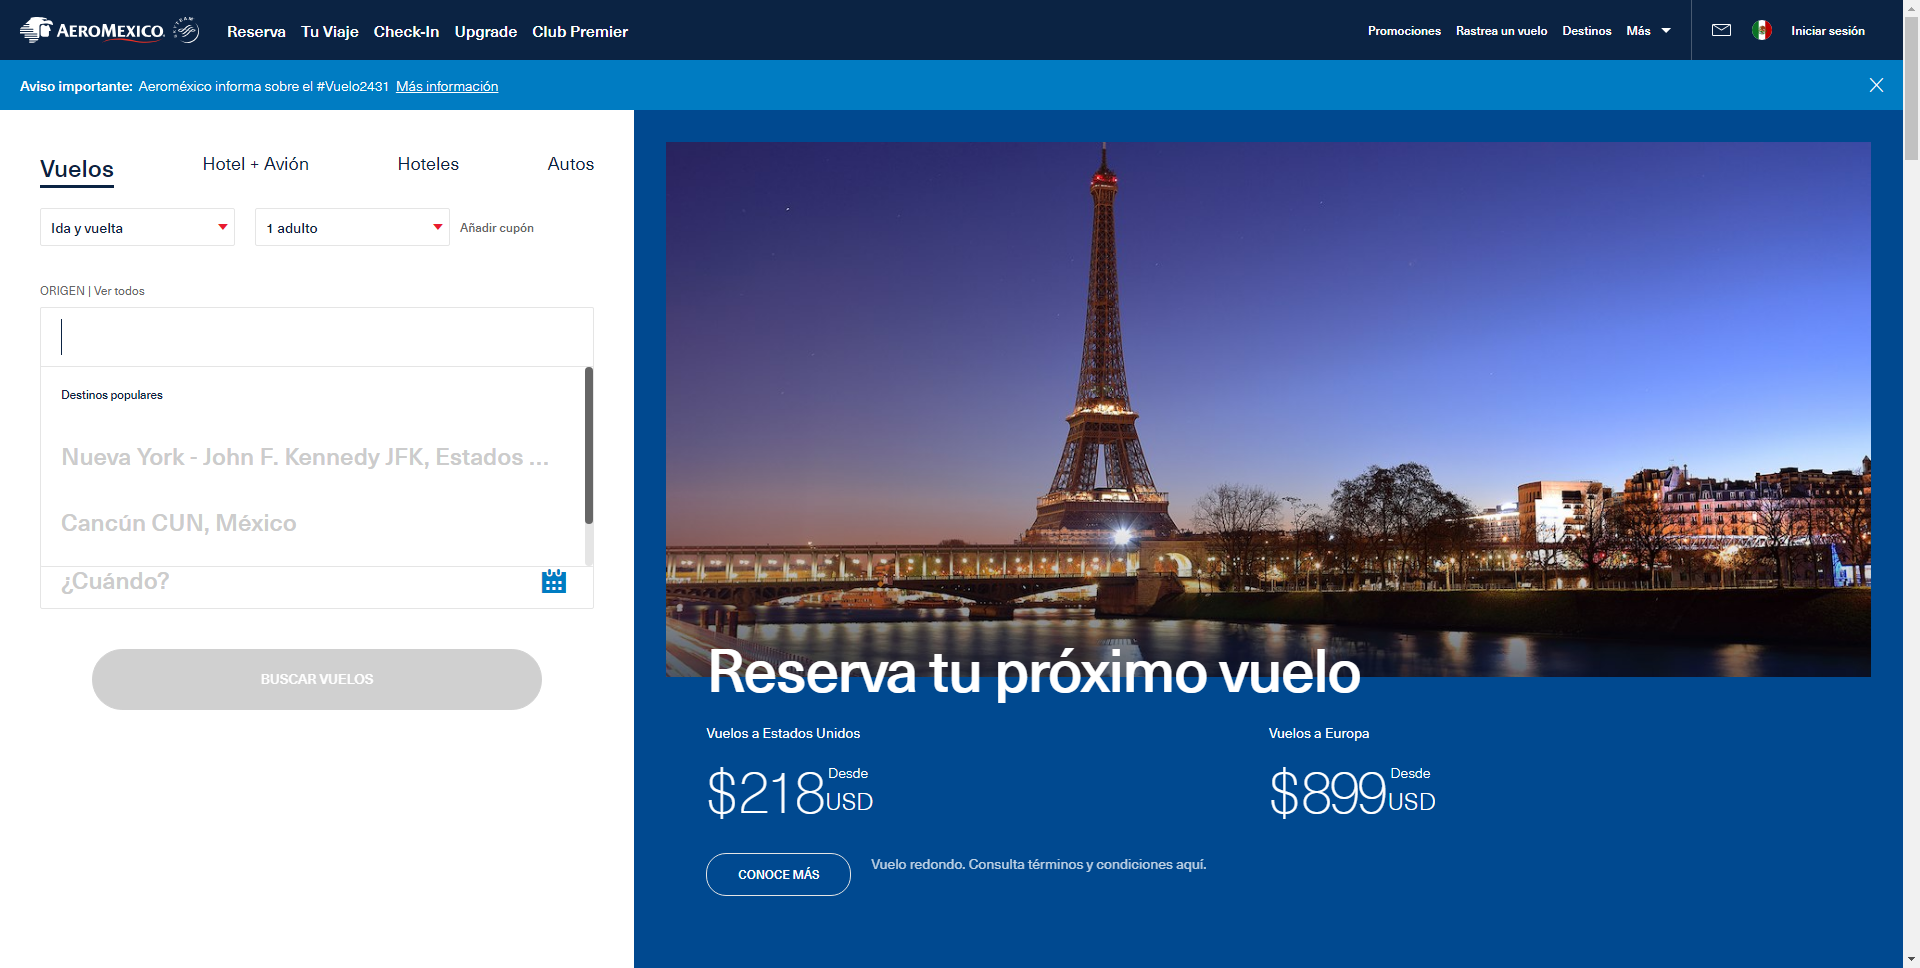 AEROMEXICO. SKYTEAM
Reserva Tu Viaje Check-In Upgrade Club Premier
Promociones Rastrea un vuelo Destinos Más Iniciar sesión
Aviso importante: Aeroméxico informa sobre el #Vuelo2431 Más información
Vuelos Hotel + Avión Hoteles Autos
Ida y vuelta 1 adulto Añadir cupón
ORIGEN | Ver todos
Destinos populares
Nueva York - John F. Kennedy JFK, Estados ...
Cancún CUN, México
¿Cuándo?
BUSCAR VUELOS
Reserva tu próximo vuelo
Vuelos a Estados Unidos
$218 Desde USD
Vuelos a Europa
$899 Desde USD
CONOCE MÁS
Vuelo redondo. Consulta términos y condiciones aquí.